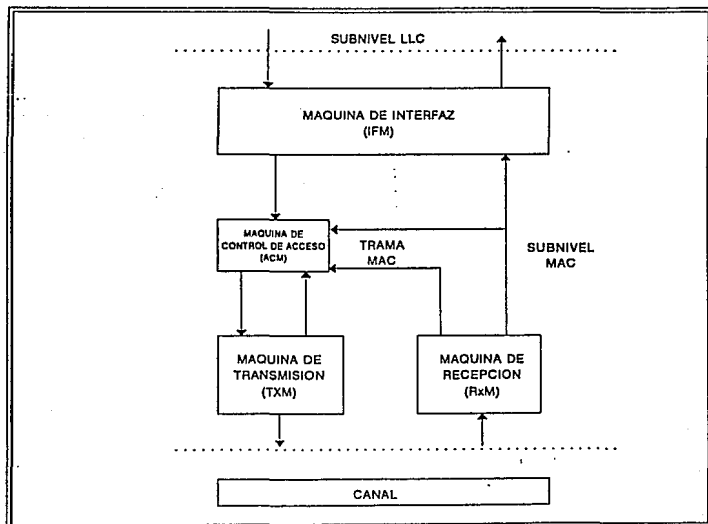 SUBNIVEL LLC
MAQUINA DE INTERFAZ
(IFM)
MAQUINA DE
CONTROL DE ACCESO
(ACM)
TRAMA
MAC
SUBNIVEL
MAC
MAQUINA DE
TRANSMISION
(TXM)
MAQUINA DE
RECEPCION
(RxM)
CANAL